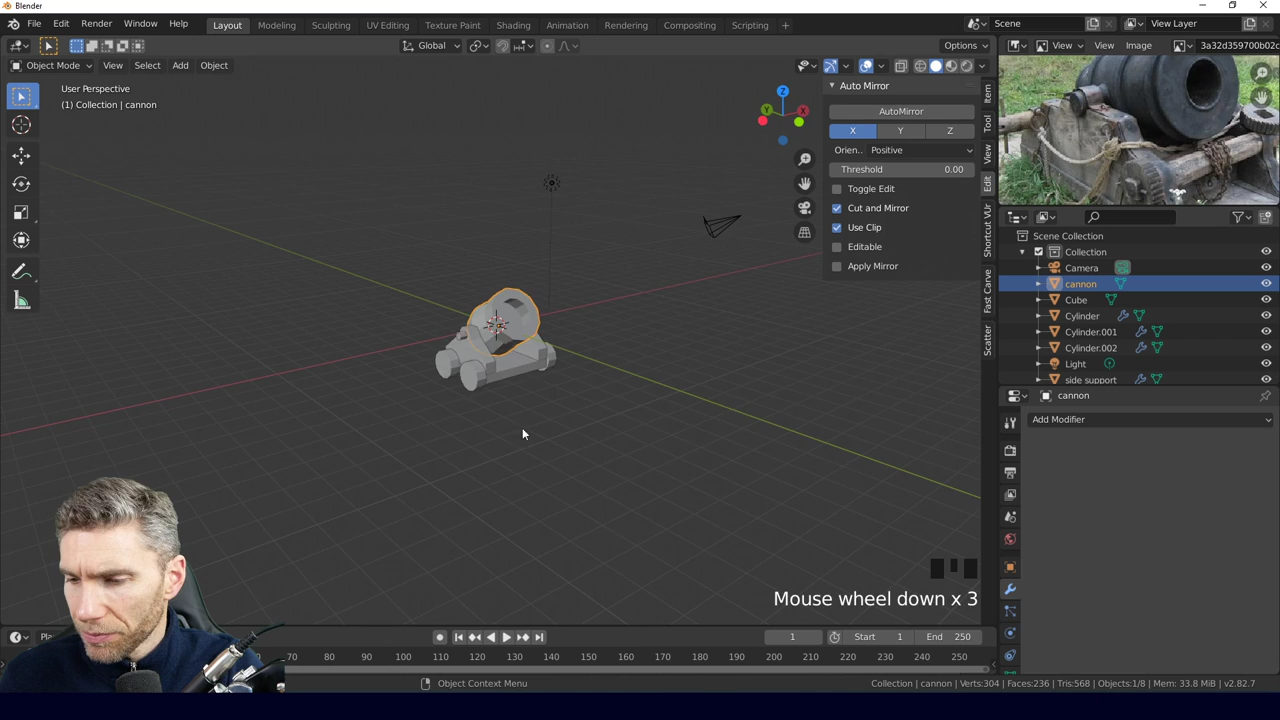 Blender
File Edit Render Window Help
Layout Modeling Sculpting UV Editing Texture Paint Shading Animation Rendering Compositing Scripting +
Scene
View Layer
Global
Options
View View Image 3a32d359700b02c
Object Mode View Select Add Object
User Perspective
(1) Collection | cannon
Z
Y
X
Auto Mirror
AutoMirror
X Y Z
Orien.. Positive
Threshold 0.00
Toggle Edit
Cut and Mirror
Use Clip
Editable
Apply Mirror
Item
Tool
View
Edit
Shortcut VUr
Fast Carve
Scatter
Scene Collection
Collection
Camera
cannon
Cube
Cylinder
Cylinder.001
Cylinder.002
Light
side support
cannon
Add Modifier
Mouse wheel down x 3
1 Start 1 End 250
70 80 90 100 110 120 130 140 150 160 170 180 190 200 210 220 230 240 250
Object Context Menu
Collection | cannon | Verts:304 | Faces:236 | Tris:568 | Objects:1/8 | Mem: 33.8 MiB | v2.82.7